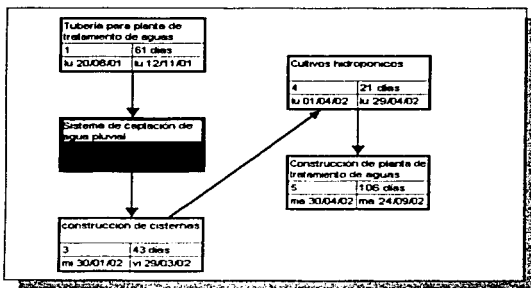 Tubería para planta de
tratamiento de aguas
1 61 dias
lu 20/08/01 lu 12/11/01
Sistema de captación de
agua pluvial
construccion de cisternas
3 43 dias
mi 30/01/02 vi 29/03/02
Cultivos hidroponicos
4 21 dias
lu 01/04/02 lu 29/04/02
Construcción de planta de
tratamiento de aguas
5 106 dias
ma 30/04/02 ma 24/09/02